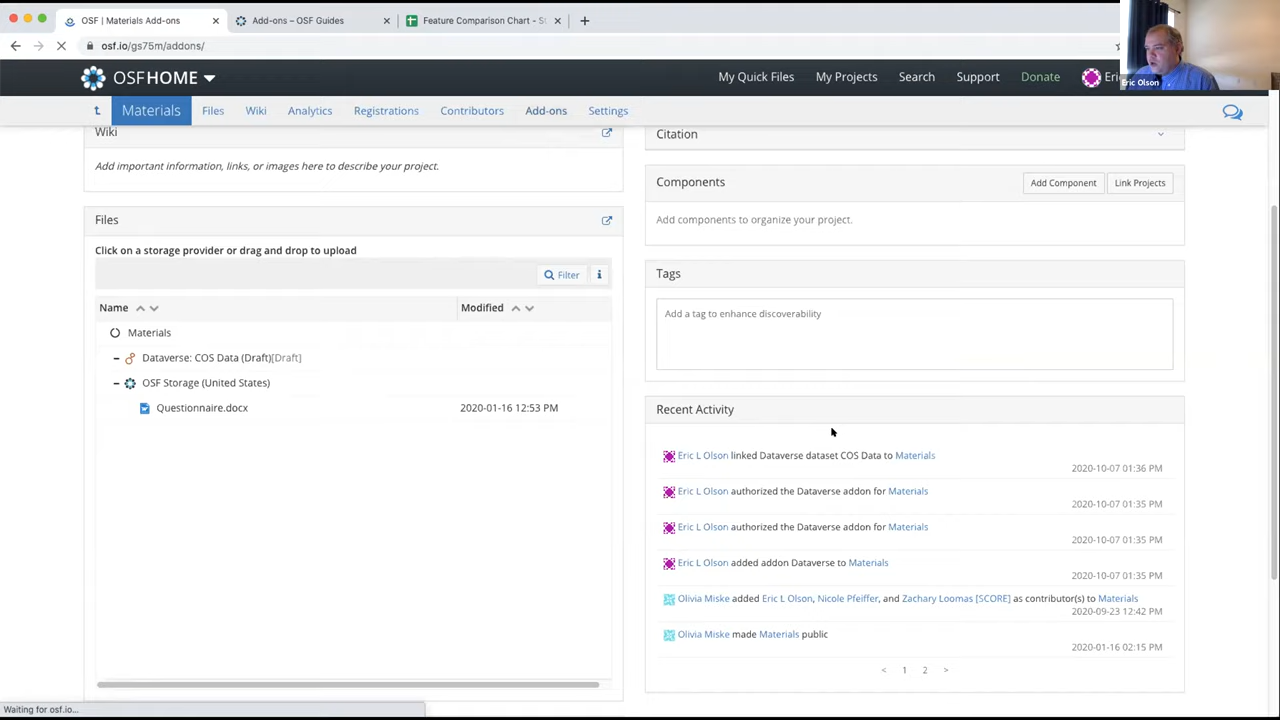 OSF | Materials Add-ons
Add-ons – OSF Guides
Feature Comparison Chart - S
osf.io/gs75m/addons/
Eric Olson
OSFHOME
My Quick Files
My Projects
Search
Support
Donate
Eri
Materials
Files
Wiki
Analytics
Registrations
Contributors
Add-ons
Settings
Wiki
Add important information, links, or images here to describe your project.
Files
Click on a storage provider or drag and drop to upload
Filter
Name
Modified
Materials
Dataverse: COS Data (Draft)[Draft]
OSF Storage (United States)
Questionnaire.docx
2020-01-16 12:53 PM
Citation
Components
Add Component
Link Projects
Add components to organize your project.
Tags
Add a tag to enhance discoverability
Recent Activity
Eric L Olson linked Dataverse dataset COS Data to Materials
2020-10-07 01:36 PM
Eric L Olson authorized the Dataverse addon for Materials
2020-10-07 01:35 PM
Eric L Olson authorized the Dataverse addon for Materials
2020-10-07 01:35 PM
Eric L Olson added addon Dataverse to Materials
2020-10-07 01:35 PM
Olivia Miske added Eric L Olson, Nicole Pfeiffer, and Zachary Loomas [SCORE] as contributor(s) to Materials
2020-09-23 12:42 PM
Olivia Miske made Materials public
2020-01-16 02:15 PM
< 1 2 >
Waiting for osf.io...